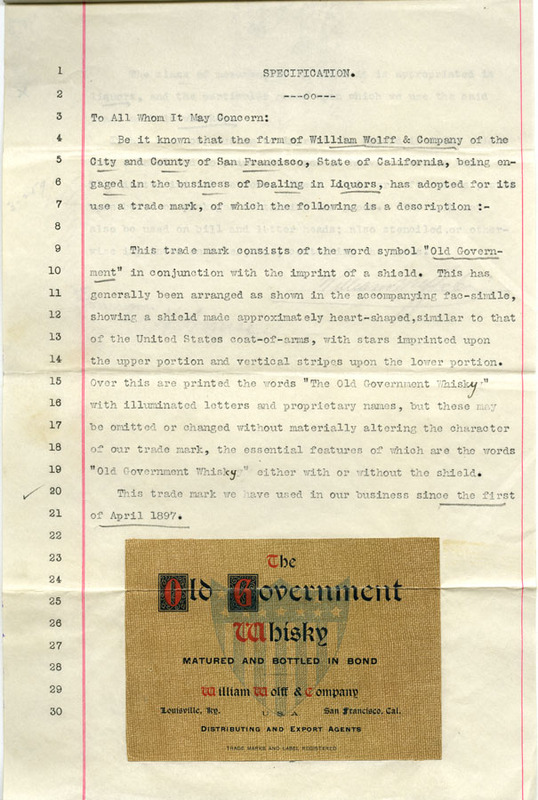 1 SPECIFICATION.
2 ---oo---
3 To All Whom It May Concern:
4 Be it known that the firm of William Wolff & Company of the
5 City and County of San Francisco, State of California, being en-
6 gaged in the business of Dealing in Liquors, has adopted for its
7 use a trade mark, of which the following is a description :-
8
9 This trade mark consists of the word symbol "Old Govern-
10 ment" in conjunction with the imprint of a shield. This has
11 generally been arranged as shown in the accompanying fac-simile,
12 showing a shield made approximately heart-shaped,similar to that
13 of the United States coat-of-arms, with stars imprinted upon
14 the upper portion and vertical stripes upon the lower portion.
15 Over this are printed the words "The Old Government Whisky"
16 with illuminated letters and proprietary names, but these may
17 be omitted or changed without materially altering the character
18 of our trade mark, the essential features of which are the words
19 "Old Government Whisky" either with or without the shield.
20 This trade mark we have used in our business since the first
21 of April 1897.
22
23
24
25
26
27
28
29
30
The
Old Government
Whisky
MATURED AND BOTTLED IN BOND
William Wolff & Company
Louisville, Ky. USA San Francisco, Cal.
DISTRIBUTING AND EXPORT AGENTS
TRADE MARKS AND LABEL REGISTERED